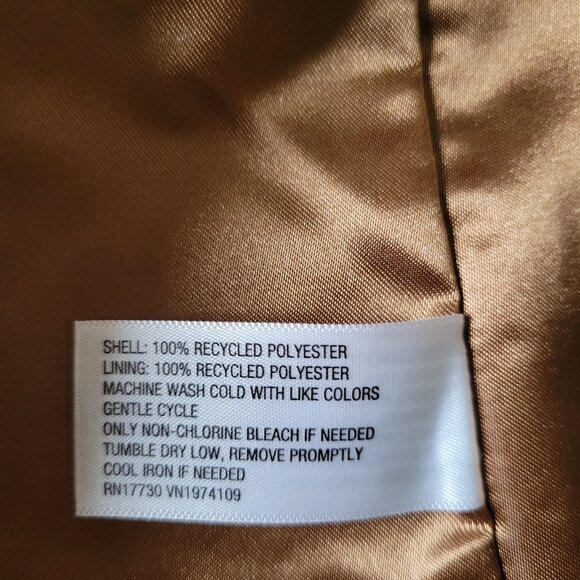 SHELL: 100% RECYCLED POLYESTER
LINING: 100% RECYCLED POLYESTER
MACHINE WASH COLD WITH LIKE COLORS
GENTLE CYCLE
ONLY NON-CHLORINE BLEACH IF NEEDED
TUMBLE DRY LOW, REMOVE PROMPTLY
COOL IRON IF NEEDED
RN17730 VN1974109